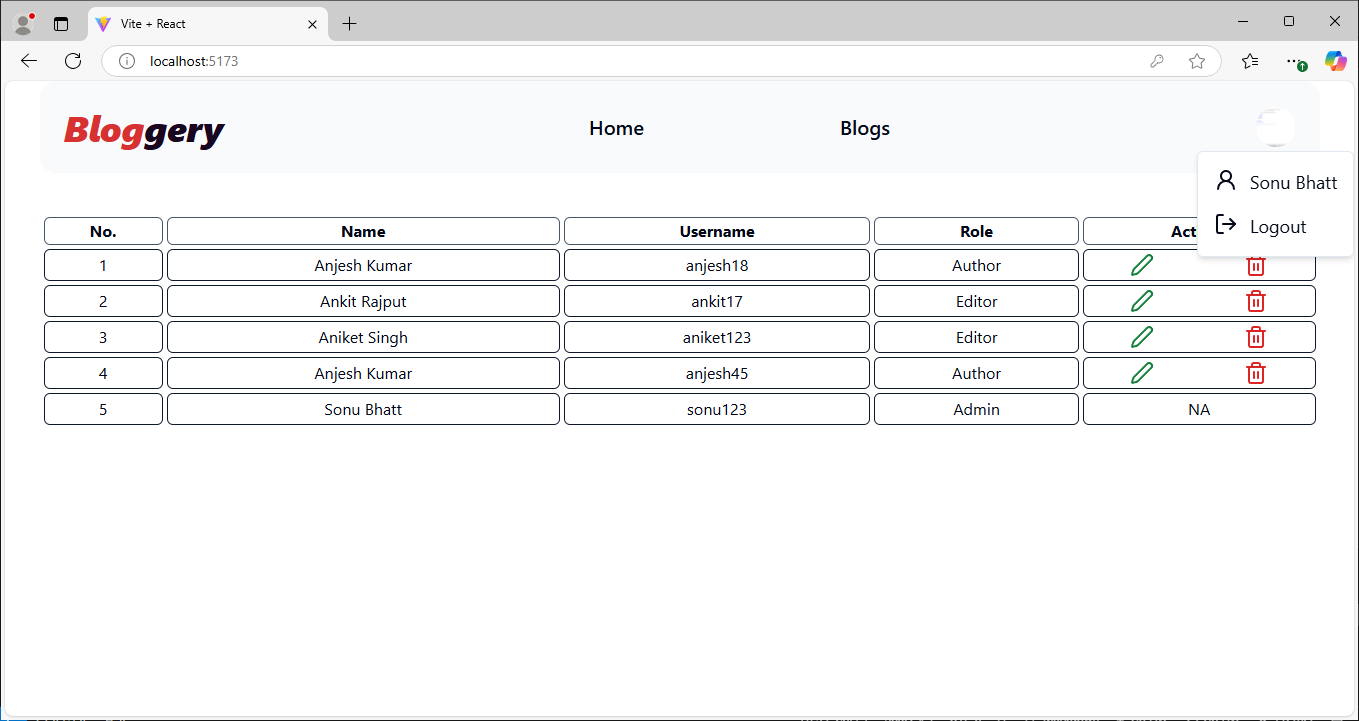 Vite + React
localhost:5173
Bloggery Home Blogs
Sonu Bhatt
Logout
No. Name Username Role Act
1 Anjesh Kumar anjesh18 Author
2 Ankit Rajput ankit17 Editor
3 Aniket Singh aniket123 Editor
4 Anjesh Kumar anjesh45 Author
5 Sonu Bhatt sonu123 Admin NA